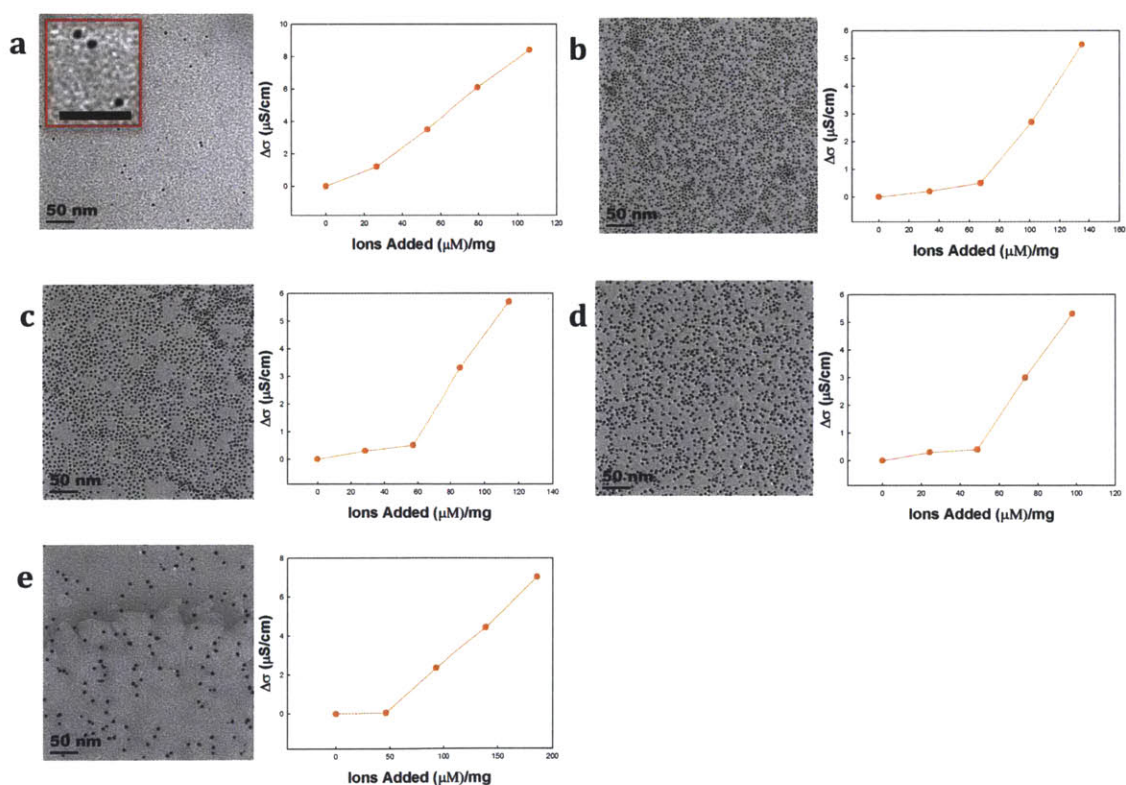 a
50 nm
Δσ (μS/cm)
10
8
6
4
2
0
0 20 40 60 80 100 120
Ions Added (μM)/mg
b
50 nm
Δσ (μS/cm)
6
5
4
3
2
1
0
0 20 40 60 80 100 120 140 160
Ions Added (μM)/mg
c
50 nm
Δσ (μS/cm)
6
5
4
3
2
1
0
0 20 40 60 80 100 120 140
Ions Added (μM)/mg
d
50 nm
Δσ (μS/cm)
6
5
4
3
2
1
0
0 20 40 60 80 100 120
Ions Added (μM)/mg
e
50 nm
Δσ (μS/cm)
8
6
4
2
0
0 50 100 150 200
Ions Added (μM)/mg